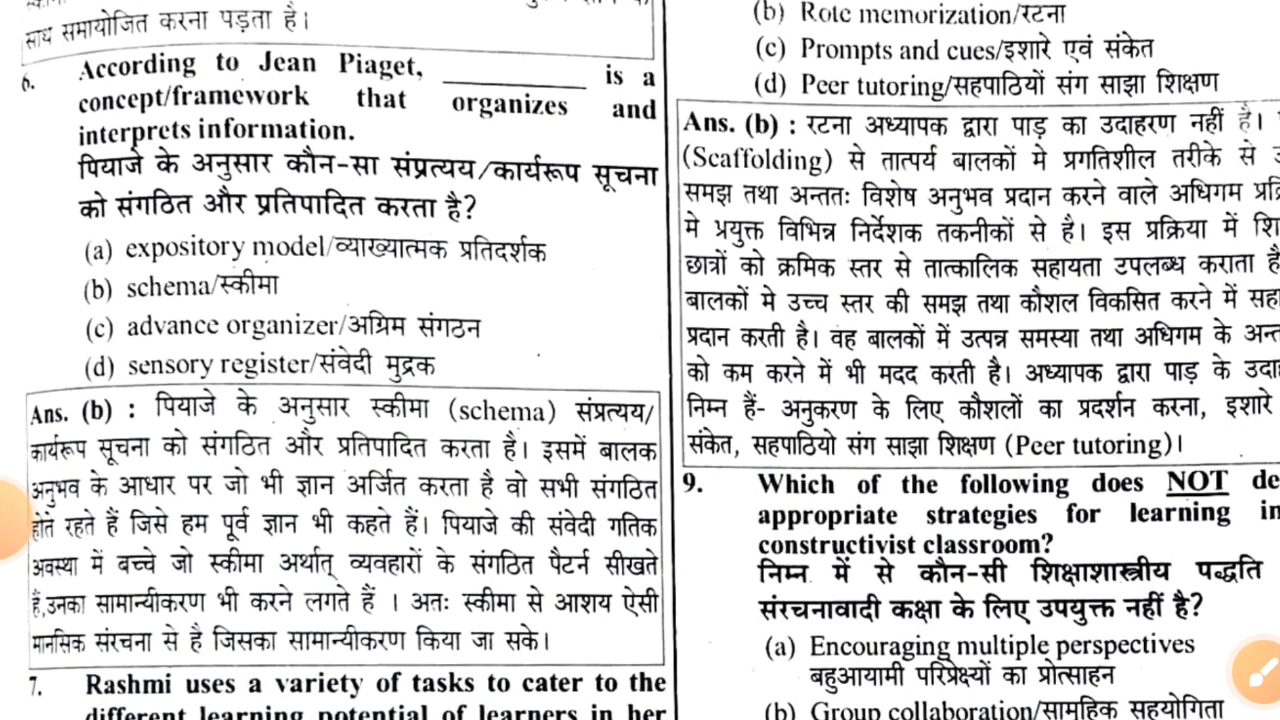 साथ समायोजित करना पड़ता है।
6. According to Jean Piaget, __________ is a
concept/framework that organizes and
interprets information.
पियाजे के अनुसार कौन-सा संप्रत्यय/कार्यरूप सूचना
को संगठित और प्रतिपादित करता है?
(a) expository model/व्याख्यात्मक प्रतिदर्शक
(b) schema/स्कीमा
(c) advance organizer/अग्रिम संगठन
(d) sensory register/संवेदी मुद्रक
Ans. (b) : पियाजे के अनुसार स्कीमा (schema) संप्रत्यय/
कार्यरूप सूचना को संगठित और प्रतिपादित करता है। इसमें बालक
अनुभव के आधार पर जो भी ज्ञान अर्जित करता है वो सभी संगठित
होते रहते हैं जिसे हम पूर्व ज्ञान भी कहते हैं। पियाजे की संवेदी गतिक
अवस्था में बच्चे जो स्कीमा अर्थात् व्यवहारों के संगठित पैटर्न सीखते
हैं,उनका सामान्यीकरण भी करने लगते हैं । अतः स्कीमा से आशय ऐसी
मानसिक संरचना से है जिसका सामान्यीकरण किया जा सके।
7. Rashmi uses a variety of tasks to cater to the
different learning potential of learners in her
(b) Rote memorization/रटना
(c) Prompts and cues/इशारे एवं संकेत
(d) Peer tutoring/सहपाठियों संग साझा शिक्षण
Ans. (b) : रटना अध्यापक द्वारा पाड़ का उदाहरण नहीं है।
(Scaffolding) से तात्पर्य बालकों मे प्रगतिशील तरीके से
समझ तथा अन्ततः विशेष अनुभव प्रदान करने वाले अधिगम
मे प्रयुक्त विभिन्न निर्देशक तकनीकों से है। इस प्रक्रिया में
छात्रों को क्रमिक स्तर से तात्कालिक सहायता उपलब्ध कराता
बालकों मे उच्च स्तर की समझ तथा कौशल विकसित करने में
प्रदान करती है। वह बालकों में उत्पन्न समस्या तथा अधिगम के
को कम करने में भी मदद करती है। अध्यापक द्वारा पाड़ के
निम्न हैं- अनुकरण के लिए कौशलों का प्रदर्शन करना, इशारे
संकेत, सहपाठियो संग साझा शिक्षण (Peer tutoring)।
9. Which of the following does NOT
appropriate strategies for learning
constructivist classroom?
निम्न में से कौन-सी शिक्षाशास्त्रीय पद्धति
संरचनावादी कक्षा के लिए उपयुक्त नहीं है?
(a) Encouraging multiple perspectives
बहुआयामी परिप्रेक्ष्यों का प्रोत्साहन
(b) Group collaboration/सामूहिक सहयोगिता